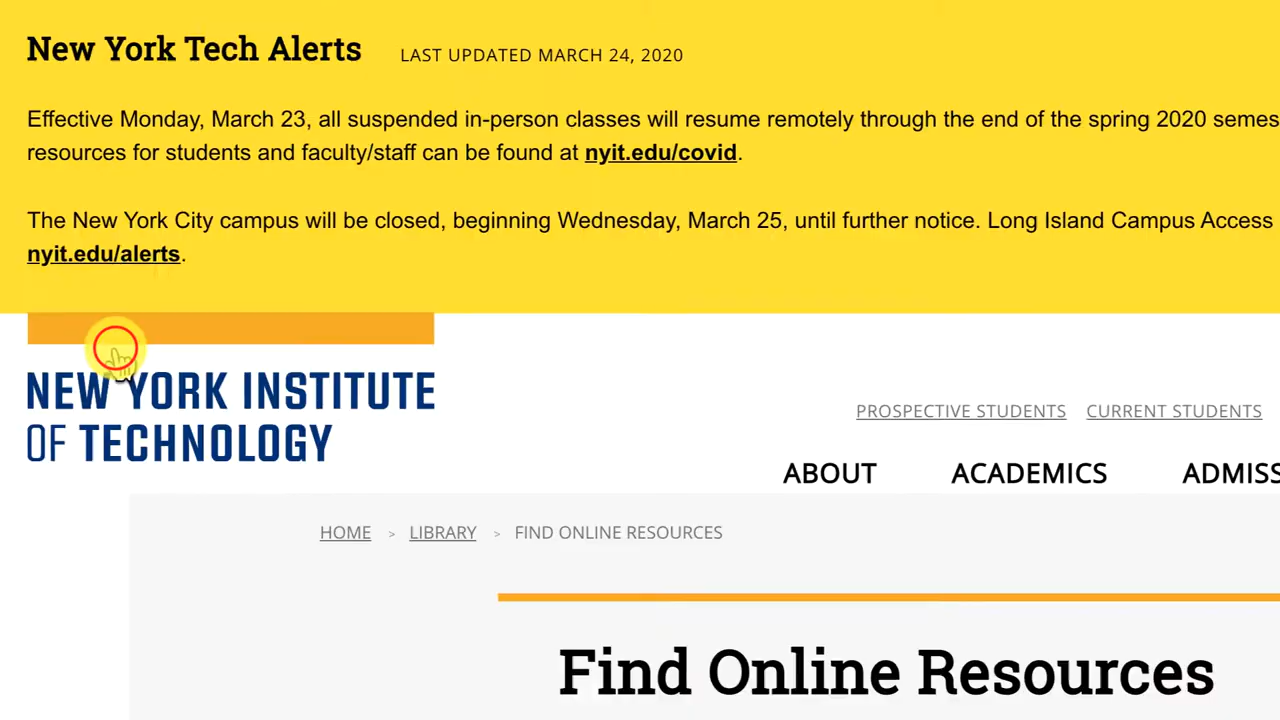 New York Tech Alerts LAST UPDATED MARCH 24, 2020
Effective Monday, March 23, all suspended in-person classes will resume remotely through the end of the spring 2020 semes
resources for students and faculty/staff can be found at nyit.edu/covid.
The New York City campus will be closed, beginning Wednesday, March 25, until further notice. Long Island Campus Access
nyit.edu/alerts.
NEW YORK INSTITUTE
OF TECHNOLOGY
PROSPECTIVE STUDENTS CURRENT STUDENTS
ABOUT ACADEMICS ADMISS
HOME > LIBRARY > FIND ONLINE RESOURCES
Find Online Resources